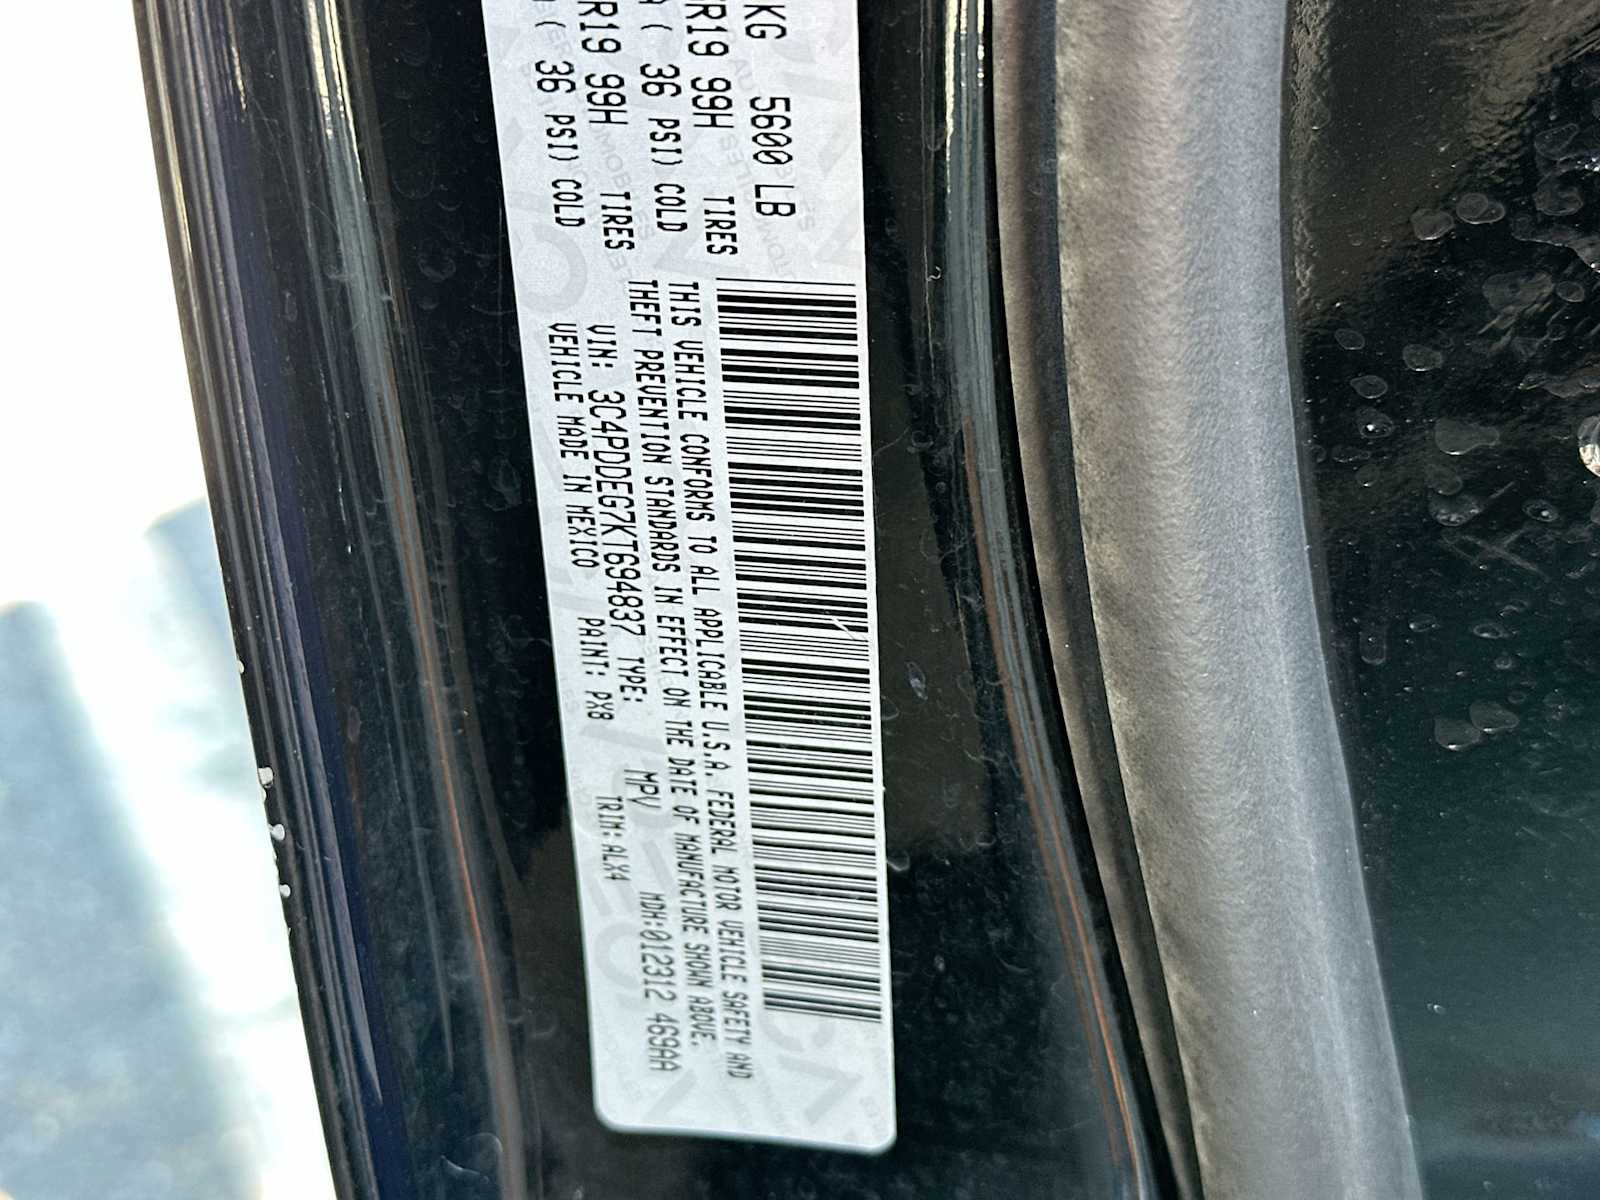 KG 5600 LB
R19 99H TIRES
( 36 PSI) COLD
R19 99H TIRES
( 36 PSI) COLD
THIS VEHICLE CONFORMS TO ALL APPLICABLE U.S.A. FEDERAL MOTOR VEHICLE SAFETY AND
THEFT PREVENTION STANDARDS IN EFFECT ON THE DATE OF MANUFACTURE SHOWN ABOVE.
VIN: 3C4PDDEG7KT694837 TYPE: MPV MDH:012312 469AA
VEHICLE MADE IN MEXICO PAINT: PX8 TRIM:ALX4